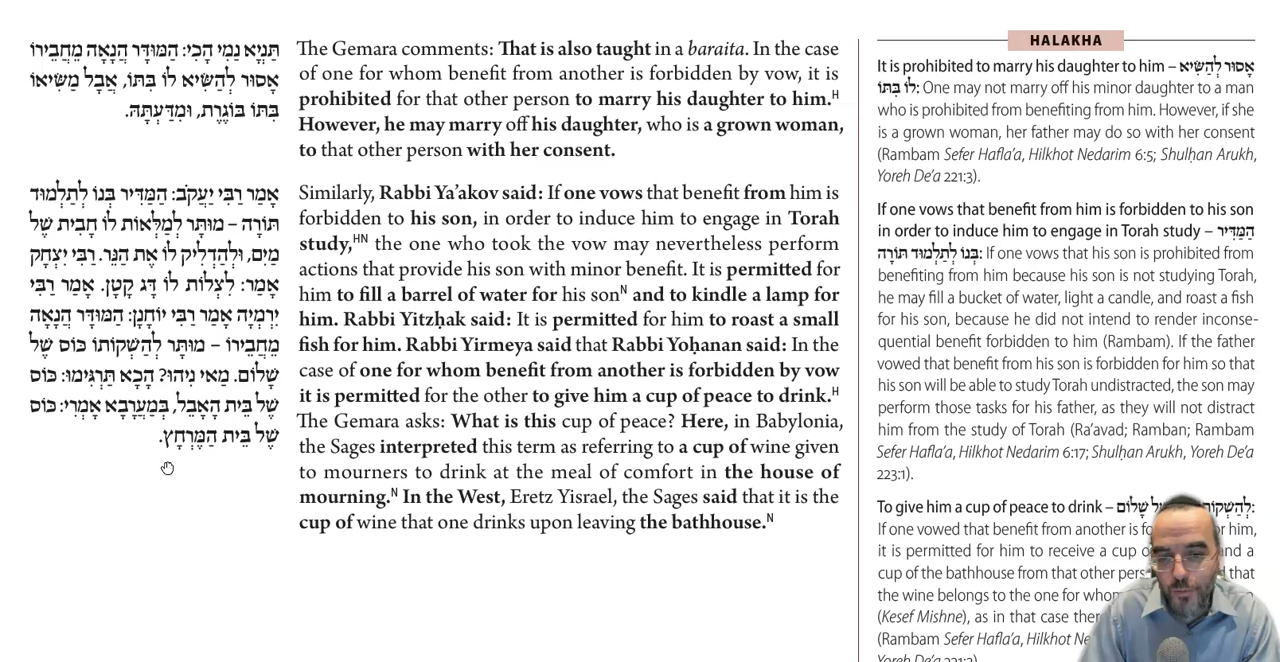 תַּנְיָא נַמִי הָכִי: הַמּוּדָּר הֲנָאָה מֵחֲבֵירוֹ
אָסוּר לְהַשִּׂיא לוֹ בִּתּוֹ, אֲבָל מַשִּׂיאוֹ
בִּתּוֹ בּוֹגֶרֶת, וּמִדַּעְתָּהּ.
אָמַר רַבִּי יַעֲקֹב: הַמַּדִּיר בְּנוֹ לְתַלְמוּד
תּוֹרָה – מוּתָּר לְמַלְּאוֹת לוֹ חָבִית שֶׁל
מַיִם, וּלְהַדְלִיק לוֹ אֶת הַנֵּר. רַבִּי יִצְחָק
אָמַר: לִצְלוֹת לוֹ דָּג קָטָן. אָמַר רַבִּי
יִרְמְיָה אָמַר רַבִּי יוֹחָנָן: הַמּוּדָּר הֲנָאָה
מֵחֲבֵירוֹ – מוּתָּר לְהַשְׁקוֹתוֹ כּוֹס שֶׁל
שָׁלוֹם. מַאי נִיהוּ? הָכָא תַּרְגִּימוּ: כּוֹס
שֶׁל בֵּית הָאָבֵל, בְּמַעְרְבָא אָמְרִי: כּוֹס
שֶׁל בֵּית הַמֶּרְחָץ.
The Gemara comments: That is also taught in a baraita. In the case
of one for whom benefit from another is forbidden by vow, it is
prohibited for that other person to marry his daughter to him.H
However, he may marry off his daughter, who is a grown woman,
to that other person with her consent.
Similarly, Rabbi Ya'akov said: If one vows that benefit from him is
forbidden to his son, in order to induce him to engage in Torah
study,HN the one who took the vow may nevertheless perform
actions that provide his son with minor benefit. It is permitted for
him to fill a barrel of water for his sonN and to kindle a lamp for
him. Rabbi Yitzḥak said: It is permitted for him to roast a small
fish for him. Rabbi Yirmeya said that Rabbi Yoḥanan said: In the
case of one for whom benefit from another is forbidden by vow
it is permitted for the other to give him a cup of peace to drink.H
The Gemara asks: What is this cup of peace? Here, in Babylonia,
the Sages interpreted this term as referring to a cup of wine given
to mourners to drink at the meal of comfort in the house of
mourning.N In the West, Eretz Yisrael, the Sages said that it is the
cup of wine that one drinks upon leaving the bathhouse.N
HALAKHA
It is prohibited to marry his daughter to him – אָסוּר לְהַשִּׂיא
לוֹ בִּתּוֹ: One may not marry off his minor daughter to a man
who is prohibited from benefiting from him. However, if she
is a grown woman, her father may do so with her consent
(Rambam Sefer Hafla'a, Hilkhot Nedarim 6:5; Shulḥan Arukh,
Yoreh De'a 221:3).
If one vows that benefit from him is forbidden to his son
in order to induce him to engage in Torah study – הַמַּדִּיר
בְּנוֹ לְתַלְמוּד תּוֹרָה: If one vows that his son is prohibited from
benefiting from him because his son is not studying Torah,
he may fill a bucket of water, light a candle, and roast a fish
for his son, because he did not intend to render inconse-
quential benefit forbidden to him (Rambam). If the father
vowed that benefit from his son is forbidden for him so that
his son will be able to study Torah undistracted, the son may
perform those tasks for his father, as they will not distract
him from the study of Torah (Ra'avad; Ramban; Rambam
Sefer Hafla'a, Hilkhot Nedarim 6:17; Shulḥan Arukh, Yoreh De'a
223:1).
To give him a cup of peace to drink – שָׁלוֹם
If one vowed that benefit from another is him,
it is permitted for him to receive a cup and a
cup of the bathhouse from that other that
the wine belongs to the one for
(Kesef Mishne), as in that case
(Rambam Sefer Hafla'a, Hilkhot